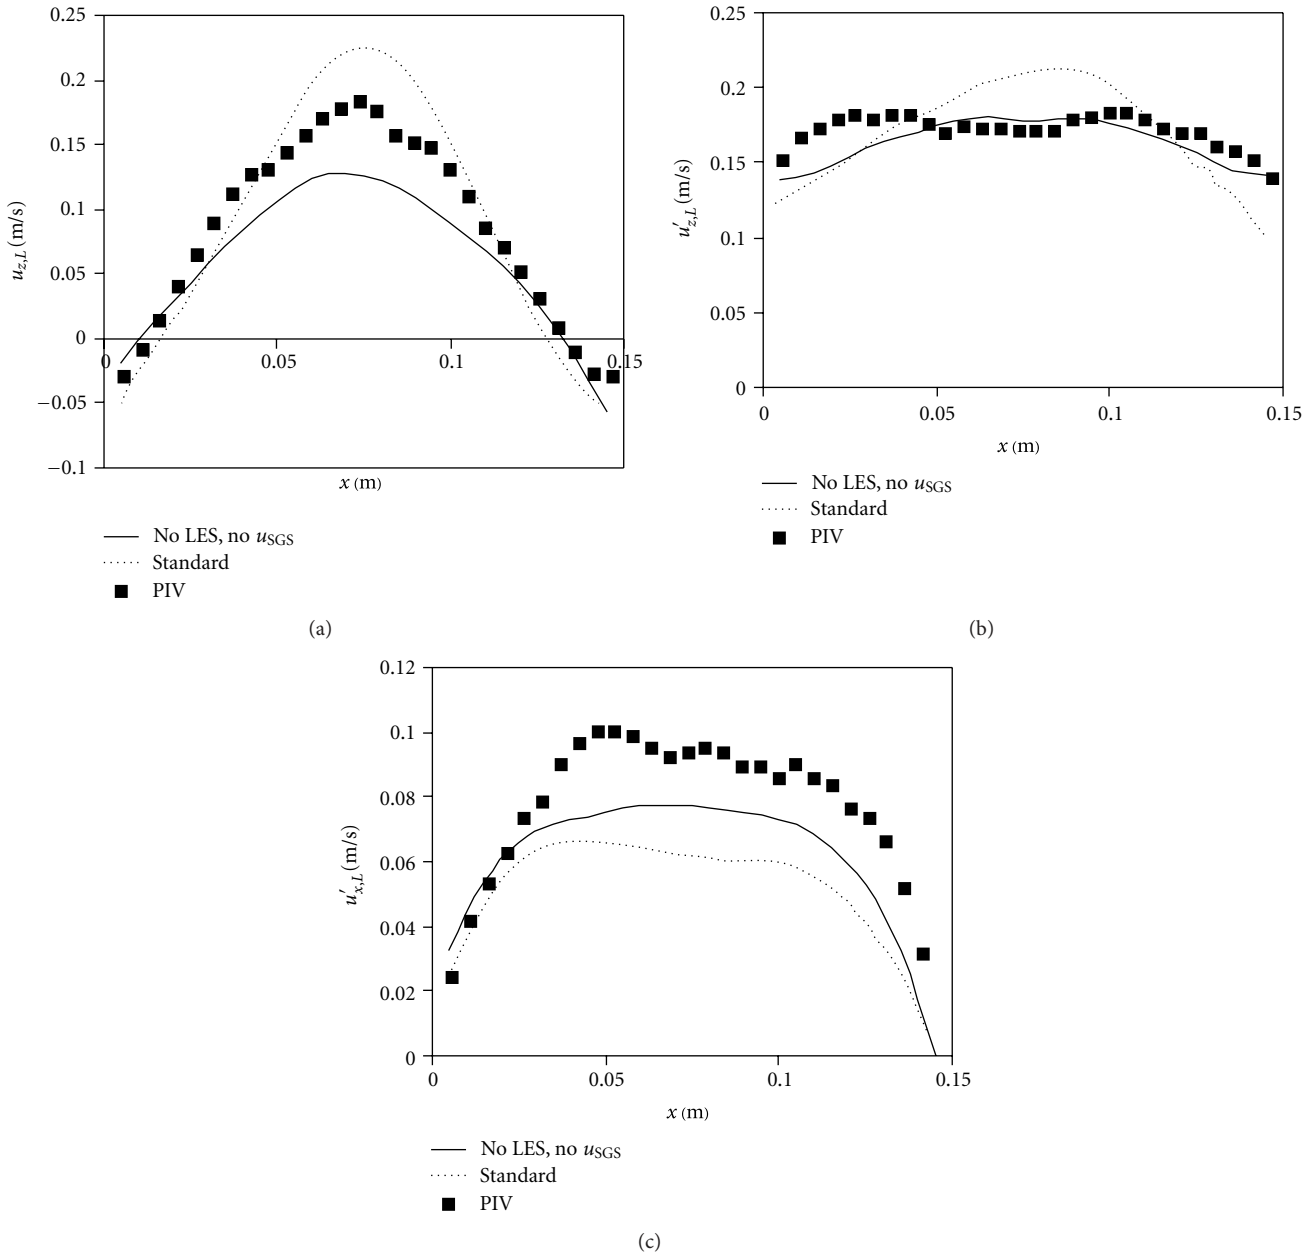 0.25
0.2
0.15
0.1
0.05
0
−0.05
−0.1
0
0.05
0.1
0.15
u_z,L (m/s)
x (m)
No LES, no u_SGS
Standard
PIV
(a)
0.25
0.2
0.15
0.1
0.05
0
0
0.05
0.1
0.15
u′_z,L (m/s)
x (m)
No LES, no u_SGS
Standard
PIV
(b)
0.12
0.1
0.08
0.06
0.04
0.02
0
0
0.05
0.1
0.15
u′_x,L (m/s)
x (m)
No LES, no u_SGS
Standard
PIV
(c)